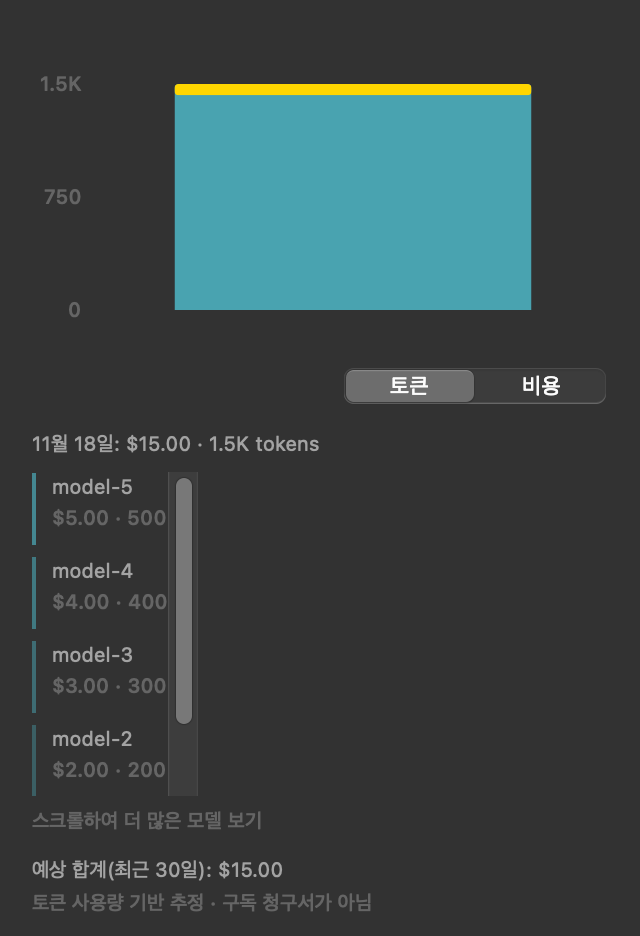 1.5K
750
0
토큰
비용
11월 18일: $15.00 · 1.5K tokens
model-5
$5.00 · 500
model-4
$4.00 · 400
model-3
$3.00 · 300
model-2
$2.00 · 200
스크롤하여 더 많은 모델 보기
예상 합계(최근 30일): $15.00
토큰 사용량 기반 추정 · 구독 청구서가 아님